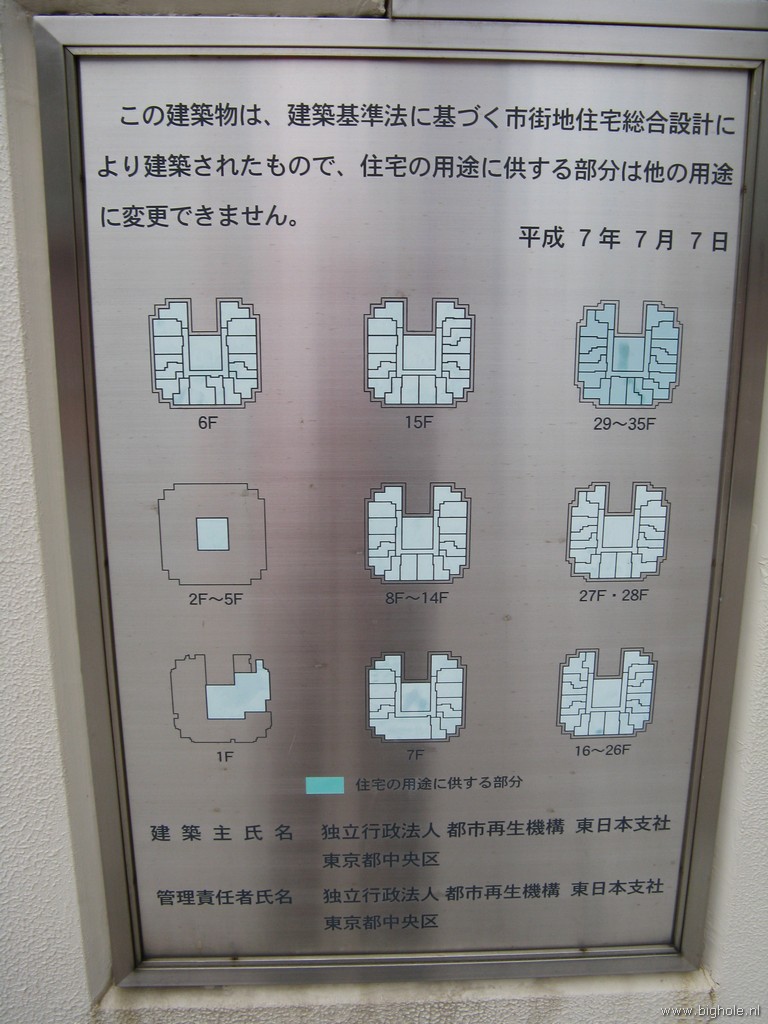 この建築物は、建築基準法に基づく市街地住宅総合設計に
より建築されたもので、住宅の用途に供する部分は他の用途
に変更できません。
平成 7年 7月 7日
6F
15F
29～35F
2F～5F
8F～14F
27F・28F
1F
7F
16～26F
住宅の用途に供する部分
建築主氏名 独立行政法人 都市再生機構 東日本支社
東京都中央区
管理責任者氏名 独立行政法人 都市再生機構 東日本支社
東京都中央区
www.bighole.nl